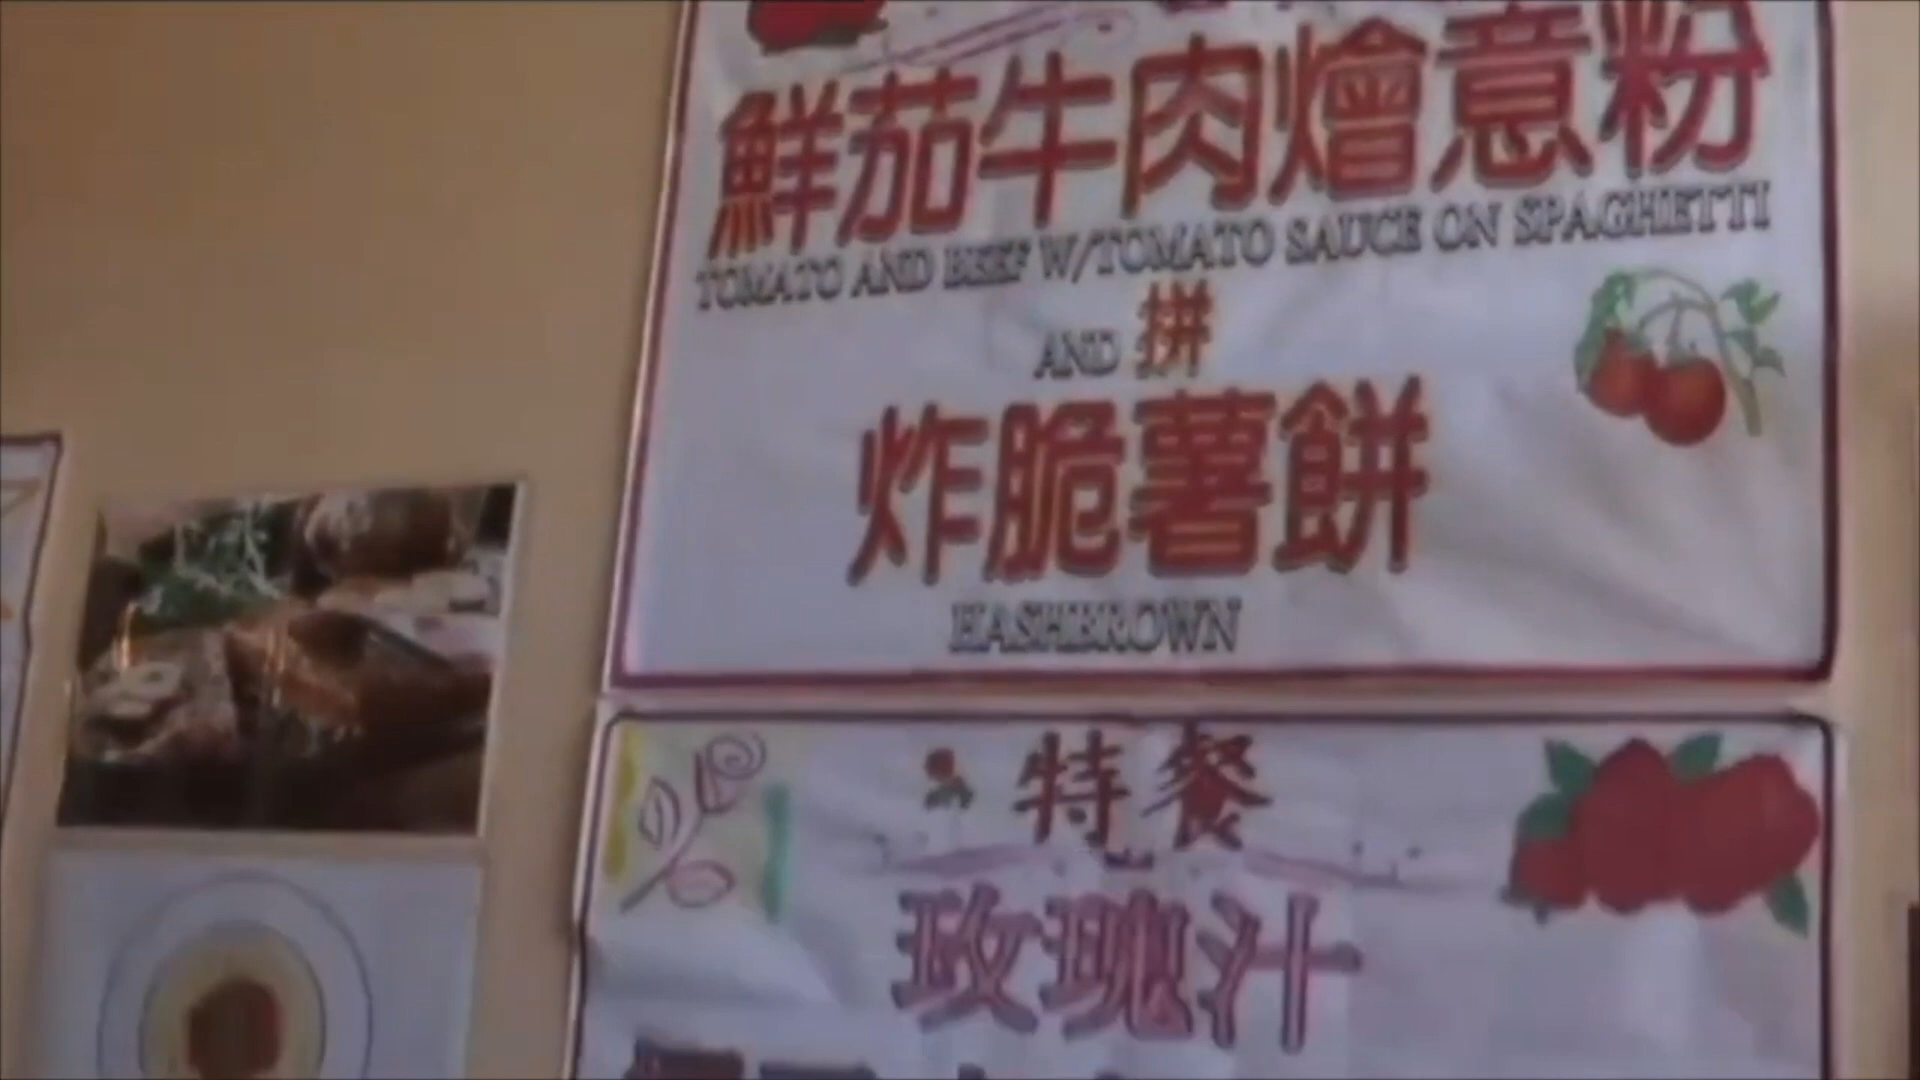 鮮茄牛肉燴意粉
TOMATO AND BEEF W/TOMATO SAUCE ON SPAGHETTI
AND 拼
炸脆薯餅
HASHBROWN
特餐
玫瑰汁